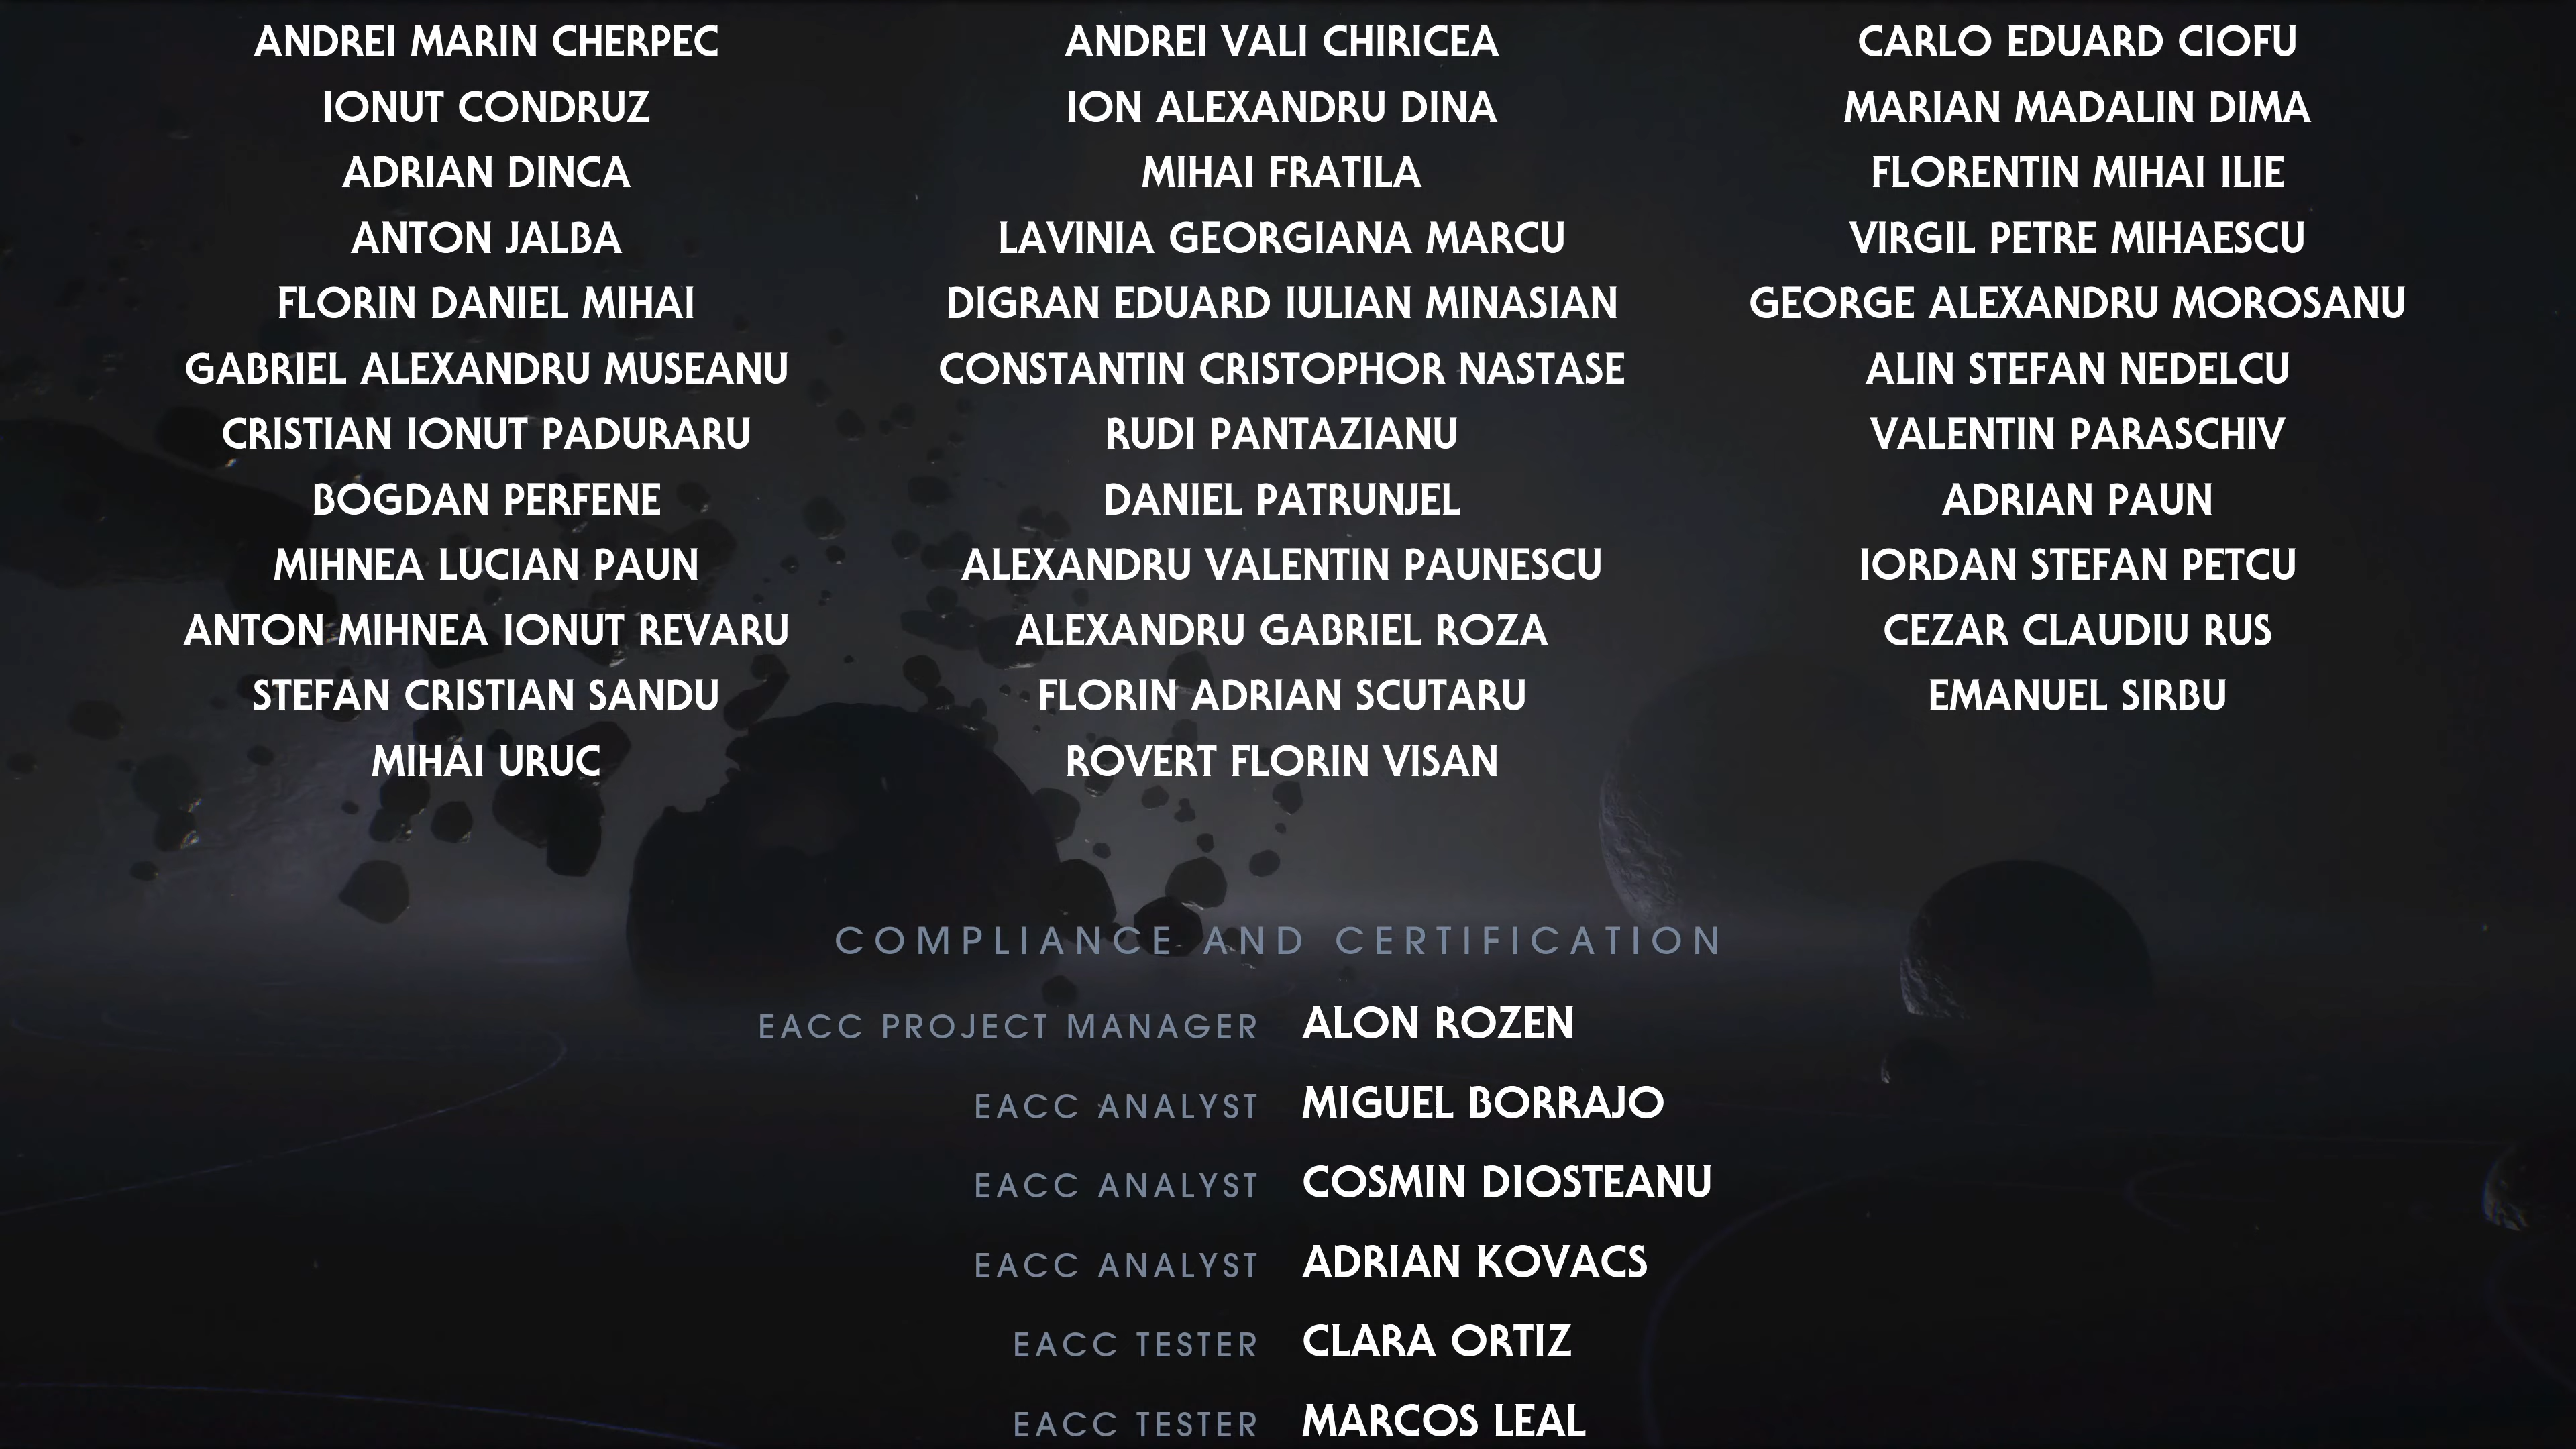 ANDREI MARIN CHERPEC ANDREI VALI CHIRICEA CARLO EDUARD CIOFU
IONUT CONDRUZ ION ALEXANDRU DINA MARIAN MADALIN DIMA
ADRIAN DINCA MIHAI FRATILA FLORENTIN MIHAI ILIE
ANTON JALBA LAVINIA GEORGIANA MARCU VIRGIL PETRE MIHAESCU
FLORIN DANIEL MIHAI DIGRAN EDUARD IULIAN MINASIAN GEORGE ALEXANDRU MOROSANU
GABRIEL ALEXANDRU MUSEANU CONSTANTIN CRISTOPHOR NASTASE ALIN STEFAN NEDELCU
CRISTIAN IONUT PADURARU RUDI PANTAZIANU VALENTIN PARASCHIV
BOGDAN PERFENE DANIEL PATRUNJEL ADRIAN PAUN
MIHNEA LUCIAN PAUN ALEXANDRU VALENTIN PAUNESCU IORDAN STEFAN PETCU
ANTON MIHNEA IONUT REVARU ALEXANDRU GABRIEL ROZA CEZAR CLAUDIU RUS
STEFAN CRISTIAN SANDU FLORIN ADRIAN SCUTARU EMANUEL SIRBU
MIHAI URUC ROVERT FLORIN VISAN
COMPLIANCE AND CERTIFICATION
EACC PROJECT MANAGER ALON ROZEN
EACC ANALYST MIGUEL BORRAJO
EACC ANALYST COSMIN DIOSTEANU
EACC ANALYST ADRIAN KOVACS
EACC TESTER CLARA ORTIZ
EACC TESTER MARCOS LEAL